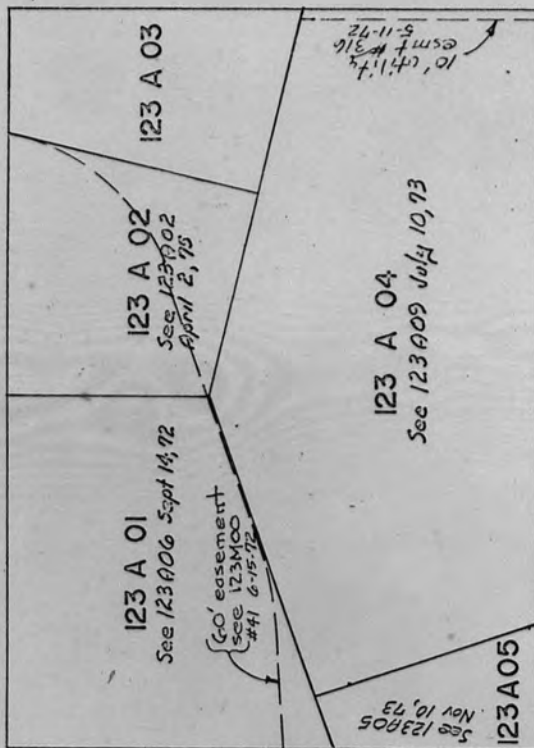 123 A 01
See 123A06 Sept 14, 72
60' easement
see 123M00
#41 6-15-72
123 A 02
See 123A02
April 2, 75
123 A 03
123 A 04
See 123A09 July 10, 73
10' utility
esmt # 316
5-11-72
See 123A05
Nov 10, 73
123A05